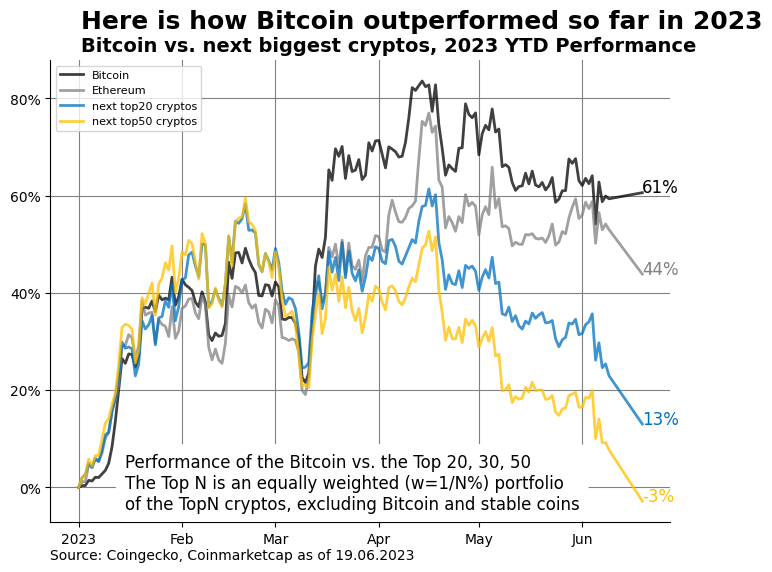 Here is how Bitcoin outperformed so far in 2023
Bitcoin vs. next biggest cryptos, 2023 YTD Performance
Bitcoin
Ethereum
next top20 cryptos
next top50 cryptos
80%
60%
40%
20%
0%
61%
44%
13%
-3%
Performance of the Bitcoin vs. the Top 20, 30, 50
The Top N is an equally weighted (w=1/N%) portfolio
of the TopN cryptos, excluding Bitcoin and stable coins
2023 Feb Mar Apr May Jun
Source: Coingecko, Coinmarketcap as of 19.06.2023